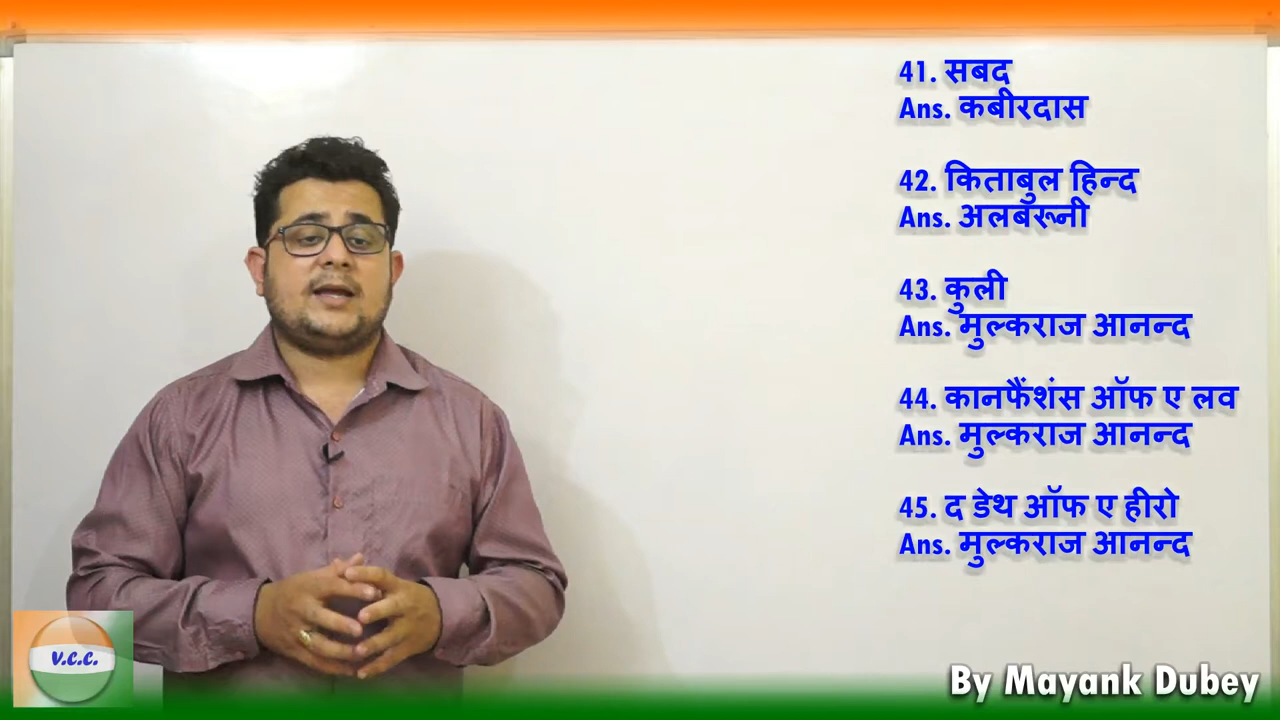 41. सबद
Ans. कबीरदास
42. किताबुल हिन्द
Ans. अलबरूनी
43. कुली
Ans. मुल्कराज आनन्द
44. कानफैंशंस ऑफ ए लव
Ans. मुल्कराज आनन्द
45. द डेथ ऑफ ए हीरो
Ans. मुल्कराज आनन्द
V.C.C.
By Mayank Dubey